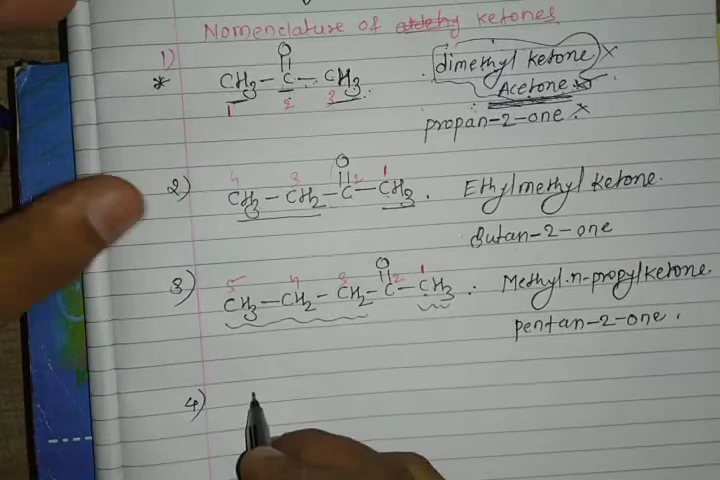 Nomenclature of ketones.
1)
O
||
* CH3 – C – CH3 .
1 2 3
dimethyl ketone ×
Acetone
propan-2-one. ×
2)
O
||
4 3 2 1
CH3 – CH2 – C – CH3 .
Ethylmethyl ketone.
Butan-2-one
3)
O
||
5 4 3 2 1
CH3 – CH2 – CH2 – C – CH3 .
Methyl-n-propylketone.
pentan-2-one.
4)